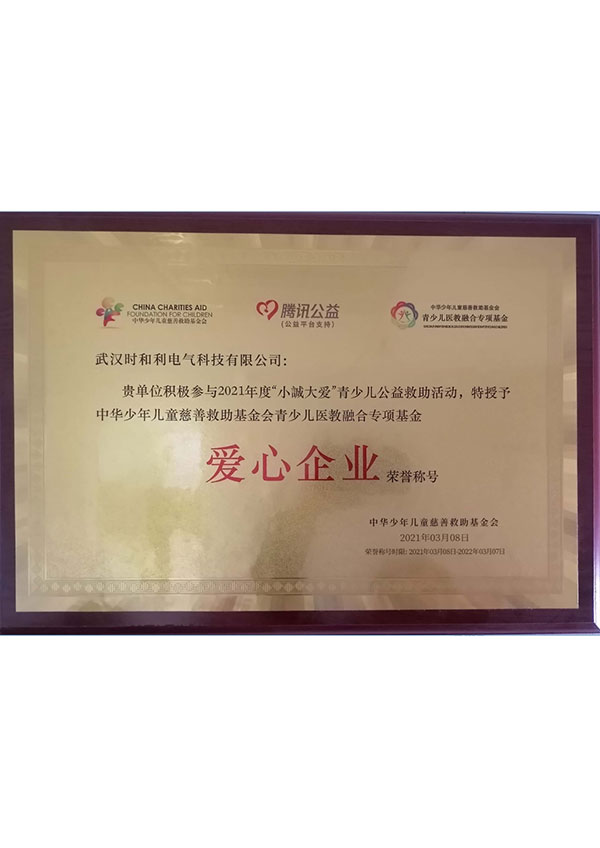 CHINA CHARITIES AID
FOUNDATION FOR CHILDREN
中华少年儿童慈善救助基金会
腾讯公益
(公益平台支持)
中华少年儿童慈善救助基金会
青少儿医教融合专项基金
武汉时和利电气科技有限公司:
贵单位积极参与2021年度“小誠大爱”青少儿公益救助活动，特授予
中华少年儿童慈善救助基金会青少儿医教融合专项基金
爱心企业 荣誉称号
中华少年儿童慈善救助基金会
2021年03月08日
荣誉称号时限: 2021年03月08日-2022年03月07日